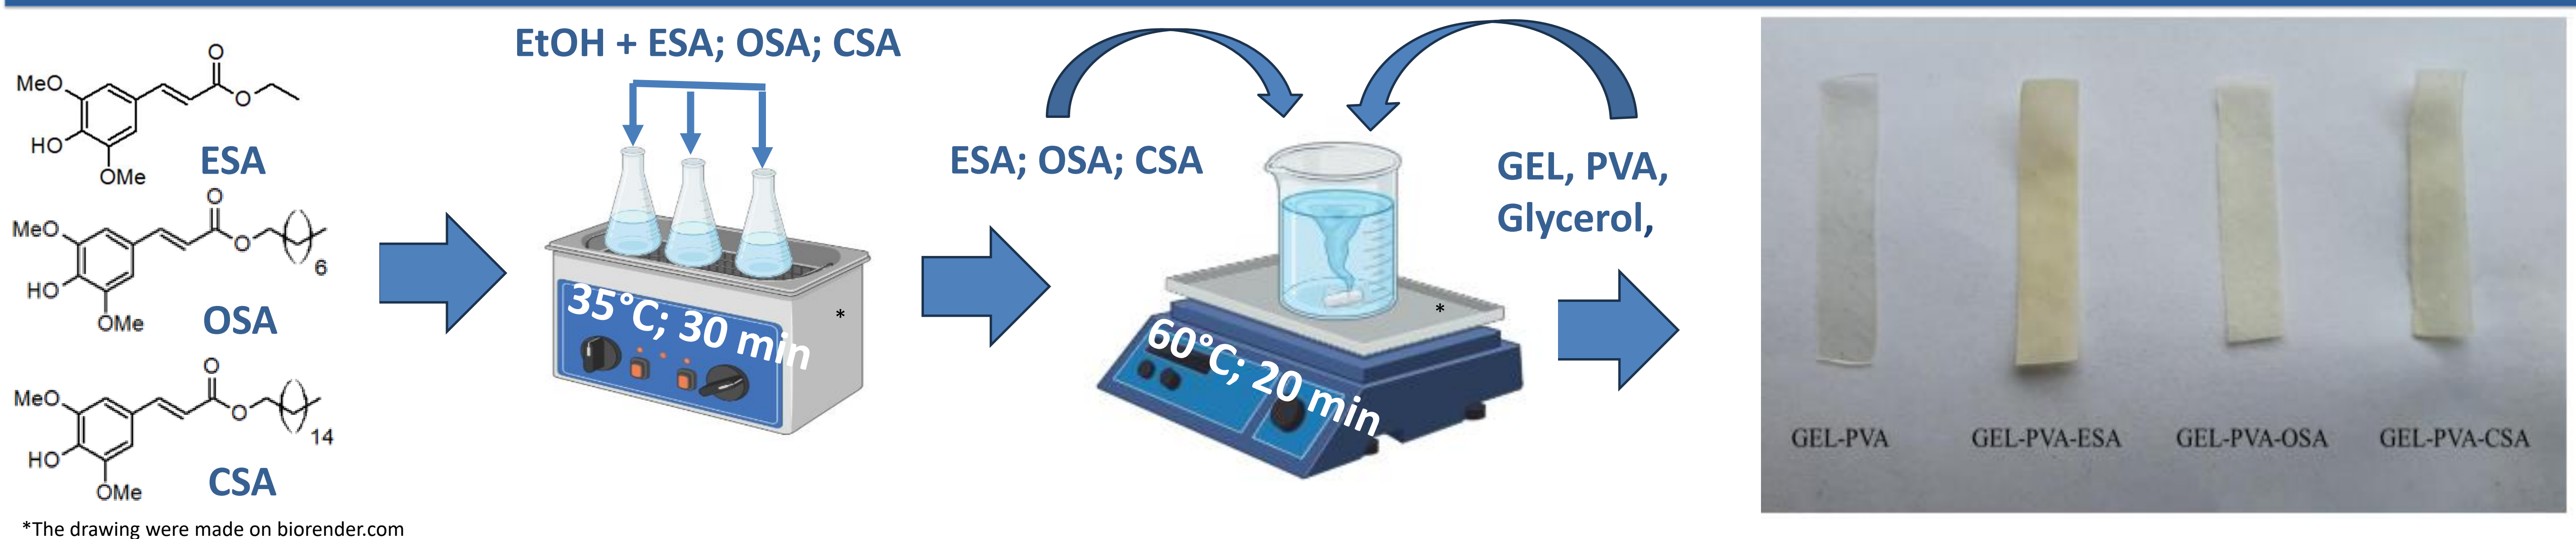 MeO
O
O
HO
OMe
ESA
MeO
O
O
6
HO
OMe
OSA
MeO
O
O
14
HO
OMe
CSA
*The drawing were made on biorender.com
EtOH + ESA; OSA; CSA
35°C; 30 min
*
ESA; OSA; CSA
GEL, PVA,
Glycerol,
60°C; 20 min
*
GEL-PVA
GEL-PVA-ESA
GEL-PVA-OSA
GEL-PVA-CSA